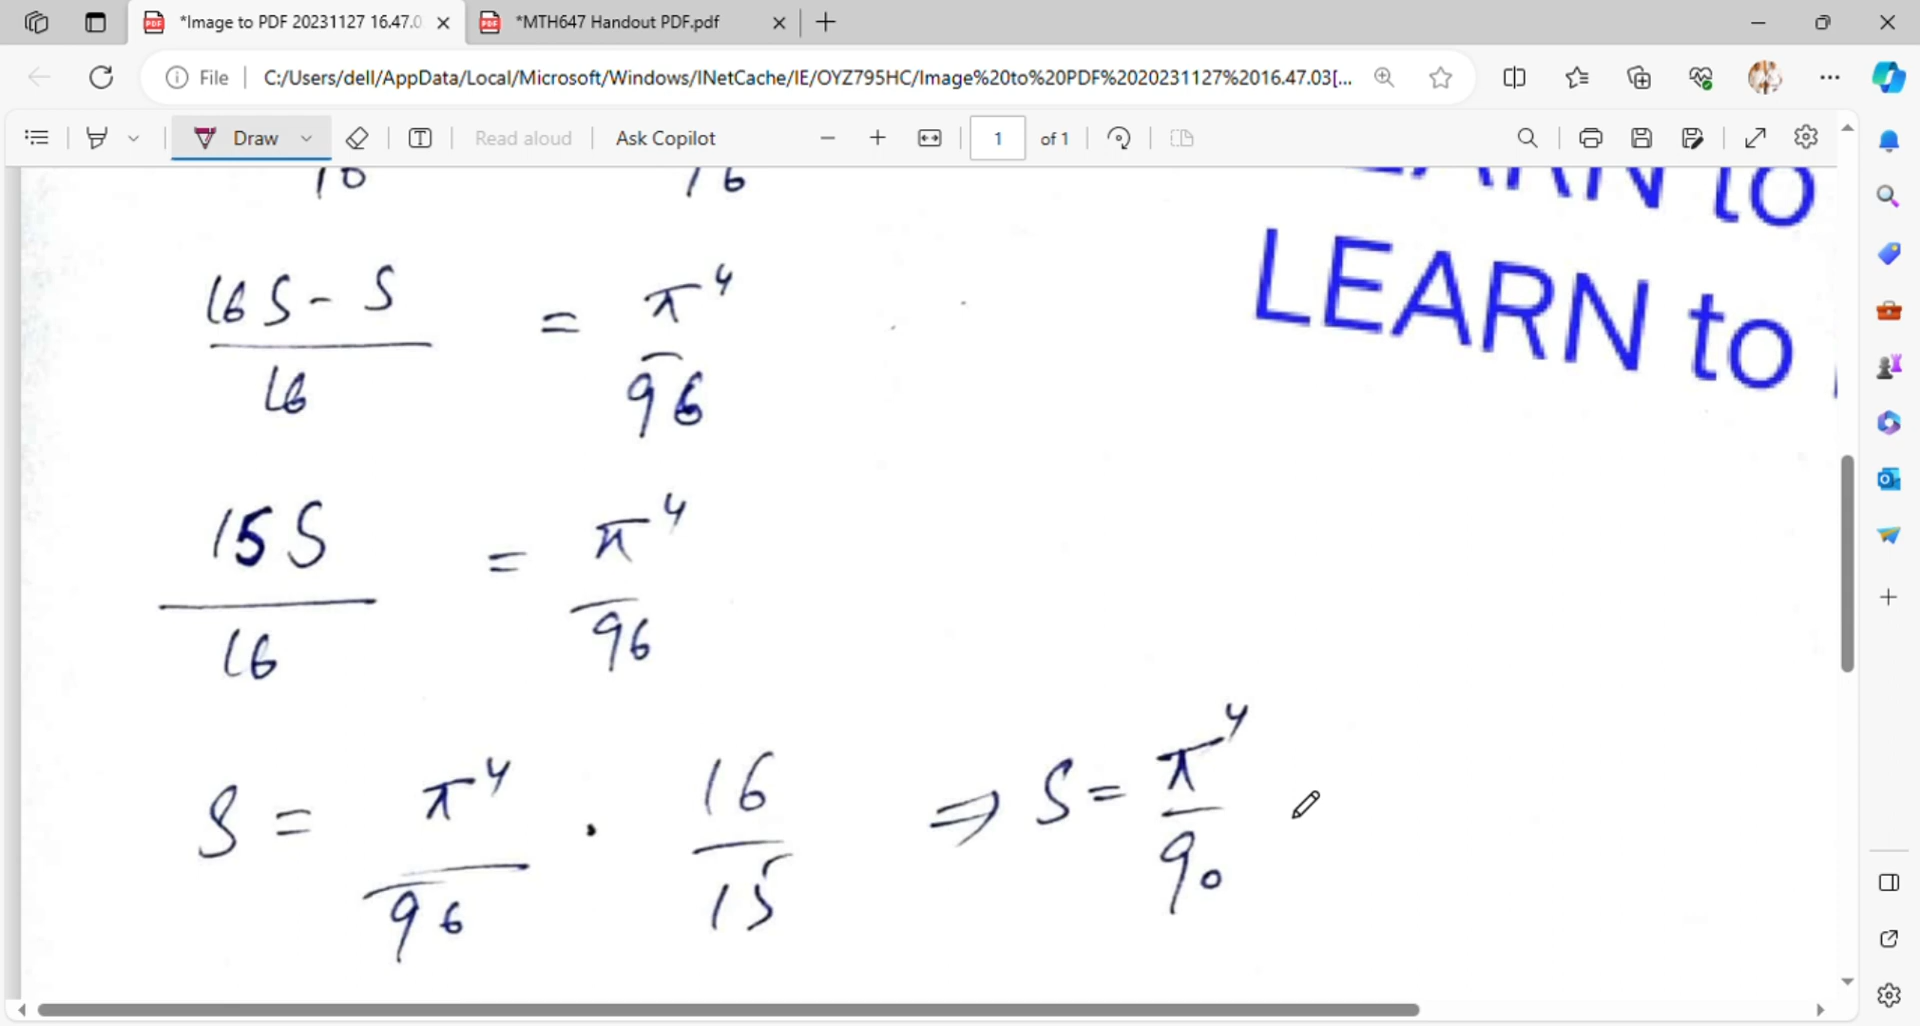 *Image to PDF 20231127 16.47.0
*MTH647 Handout PDF.pdf
File
C:/Users/dell/AppData/Local/Microsoft/Windows/INetCache/IE/OYZ795HC/Image%20to%20PDF%2020231127%2016.47.03[...
Draw
Read aloud
Ask Copilot
1 of 1
LEARN to
LEARN to
(16S - S)/16 = π⁴/96
15S/16 = π⁴/96
S = π⁴/96 · 16/15 ⇒ S = π⁴/90